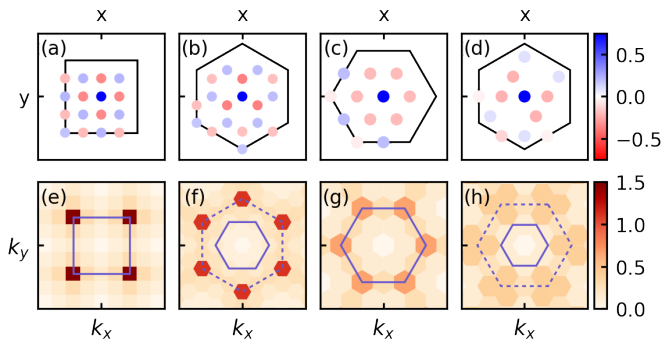 x x x x
(a) (b) (c) (d)
y
0.5
0.0
−0.5
(e) (f) (g) (h)
k_y
1.5
1.0
0.5
0.0
k_x k_x k_x k_x